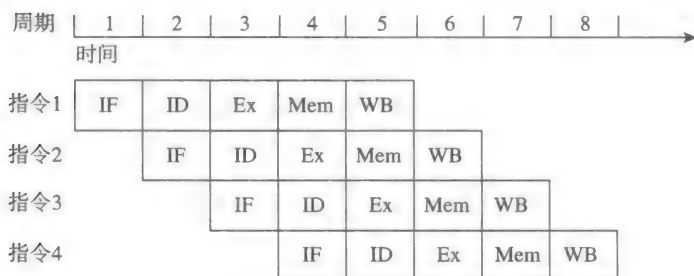 周期 1 2 3 4 5 6 7 8
时间
指令1 IF ID Ex Mem WB
指令2 IF ID Ex Mem WB
指令3 IF ID Ex Mem WB
指令4 IF ID Ex Mem WB